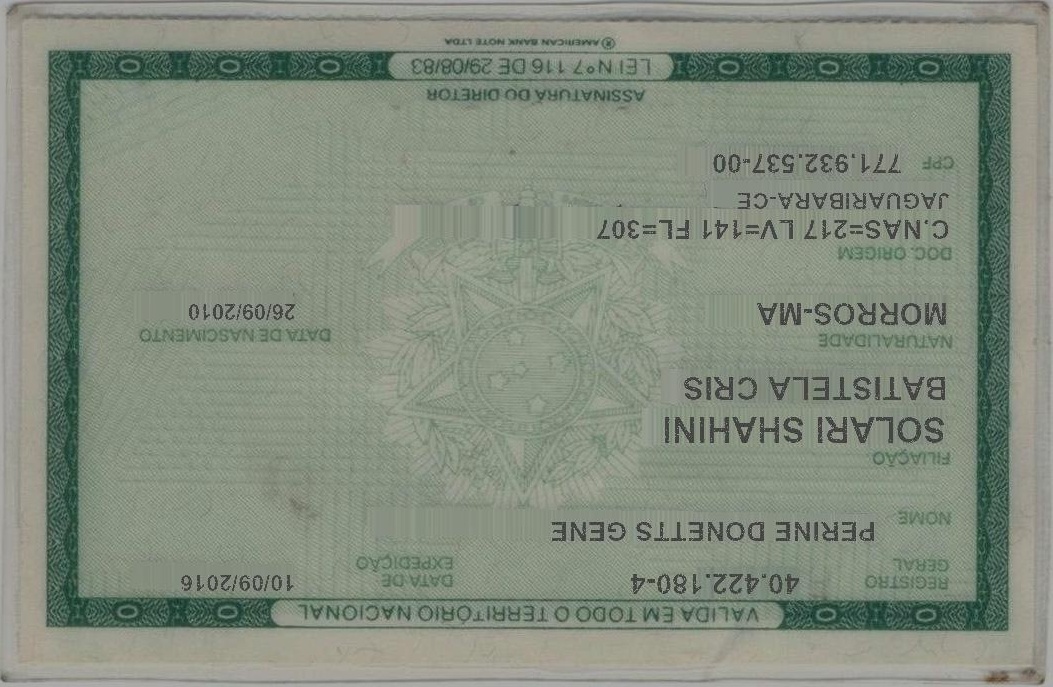 VALIDA EM TODO O TERRITÓRIO NACIONAL
REGISTRO GERAL 40.422.180-4 DATA DE EXPEDIÇÃO 10/09/2016
NOME PERINE DONETTS GENE
FILIAÇÃO
SOLARI SHAHINI
BATISTELA CRIS
NATURALIDADE DATA DE NASCIMENTO
MORROS-MA 26/09/2010
DOC. ORIGEM
C.NAS=217 LV=141 FL=307
JAGUARIBARA-CE
CPF 771.932.537-00
ASSINATURA DO DIRETOR
LEI Nº 7.116 DE 29/08/83
® AMERICAN BANK NOTE LTDA